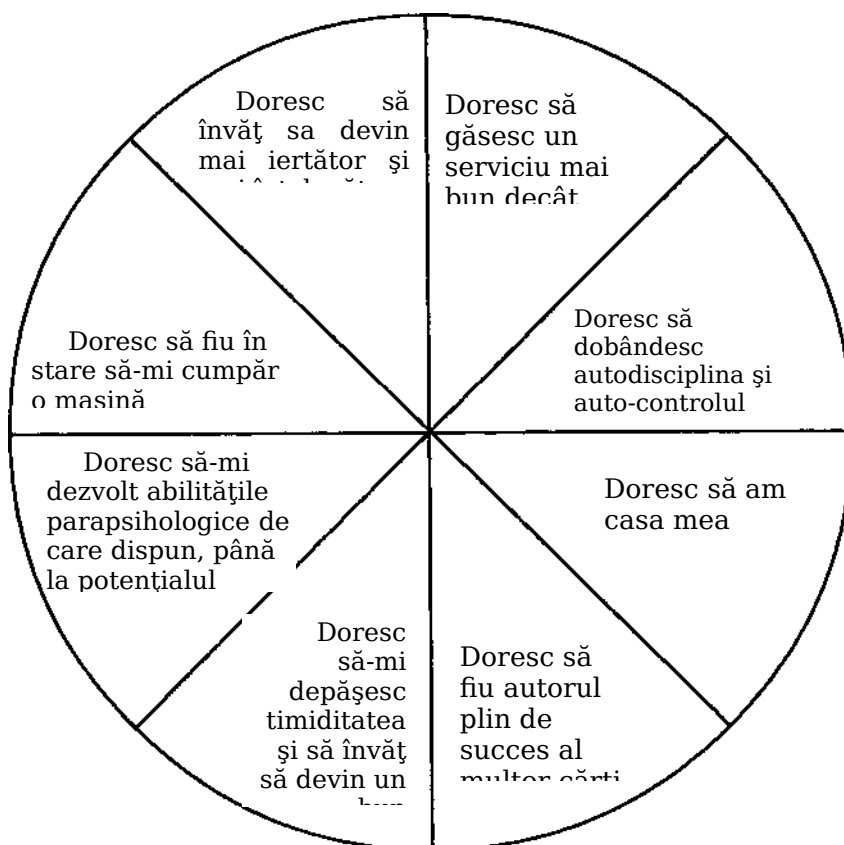 Doresc să
învăţ sa devin
mai iertător şi
Doresc să
găsesc un
serviciu mai
bun decât
Doresc să
dobândesc
autodisciplina şi
auto-controlul
Doresc să am
casa mea
Doresc să
fiu autorul
plin de
succes al
multor cărţi
Doresc
să-mi
depăşesc
timiditatea
şi să învăţ
să devin un
bun
Doresc să-mi
dezvolt abilităţile
parapsihologice de
care dispun, până
la potenţialul
Doresc să fiu în
stare să-mi cumpăr
o maşină